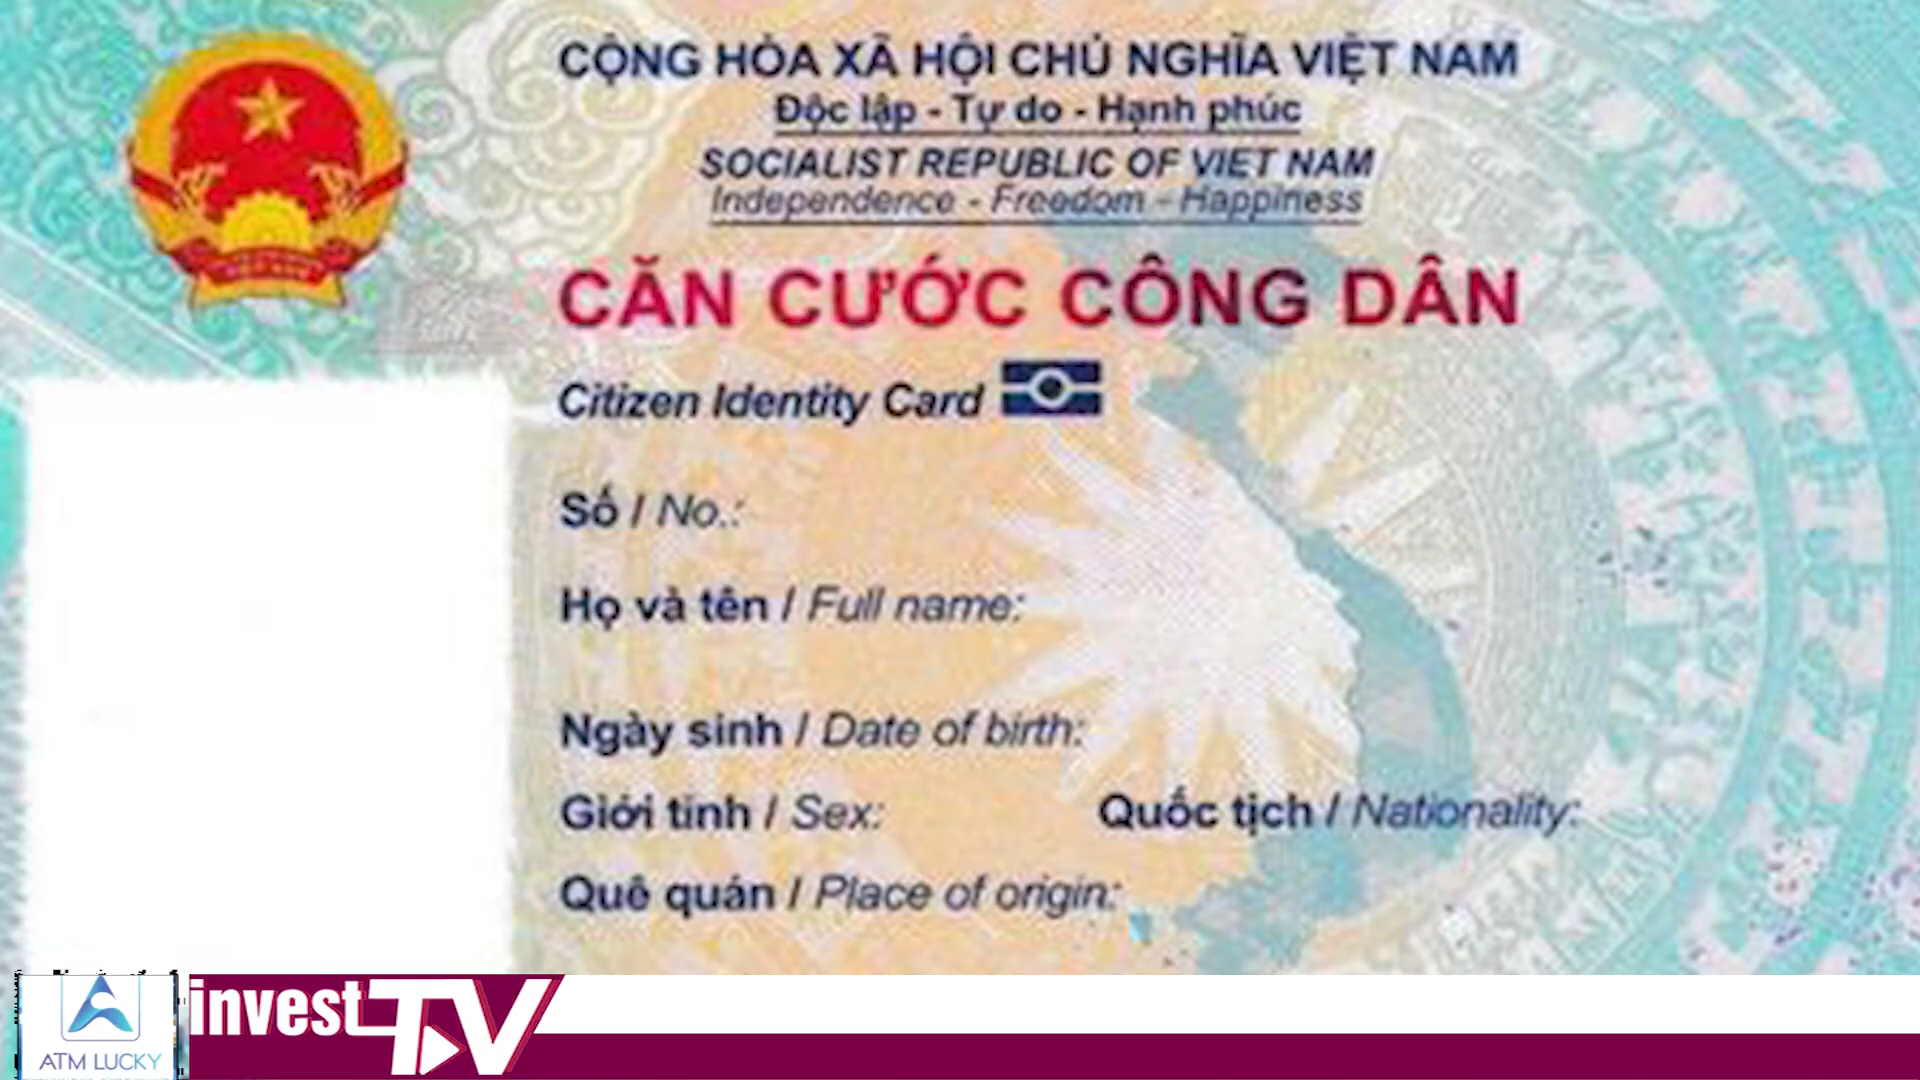 CỘNG HÒA XÃ HỘI CHỦ NGHĨA VIỆT NAM
Độc lập - Tự do - Hạnh phúc
SOCIALIST REPUBLIC OF VIET NAM
Independence - Freedom - Happiness
CĂN CƯỚC CÔNG DÂN
Citizen Identity Card
Số / No.:
Họ và tên / Full name:
Ngày sinh / Date of birth:
Giới tính / Sex: Quốc tịch / Nationality:
Quê quán / Place of origin:
ATM LUCKY
invest TV